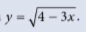 y = √(4 − 3x).